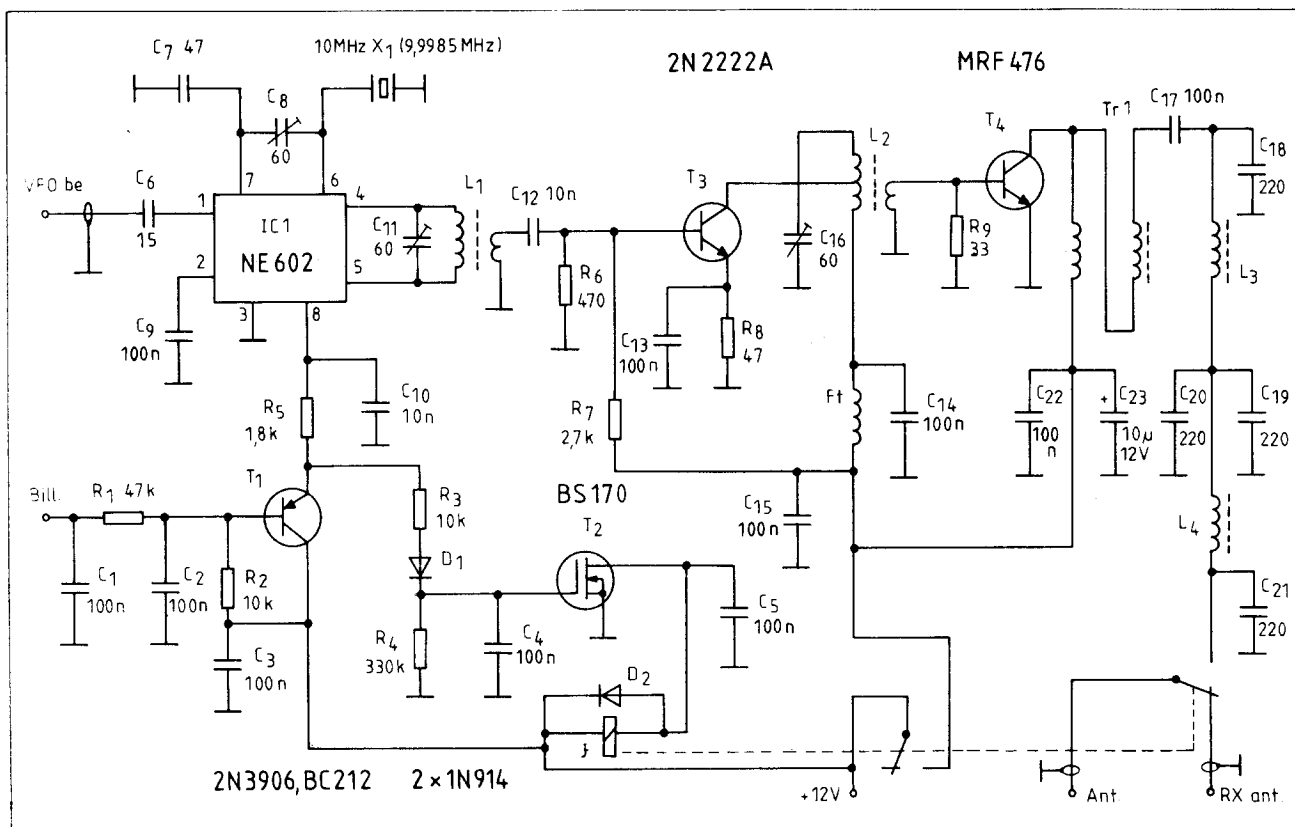 C7 47
10MHz X1 (9,9985MHz)
2N2222A
MRF476
C8
60
7
6
VFO be
C6
15
1
IC1
NE602
4
5
2
3
8
C9
100n
C11
60
L1
C12 10n
R6
470
T3
C13
100n
R8
47
R7
2,7k
C16
60
L2
R9
33
T4
Tr1
C17 100n
C18
220
L3
Ft
C14
100n
C22
100
n
+
C23
10μ
12V
C20
220
C19
220
C10
10n
R5
1,8k
Bill.
R1 47k
T1
C1
100n
C2
100n
R2
10k
C3
100n
R3
10k
D1
R4
330k
C4
100n
BS170
T2
C5
100n
C15
100n
L4
C21
220
D2
J
2N3906,BC212
2×1N914
+12V
Ant.
RX ant.